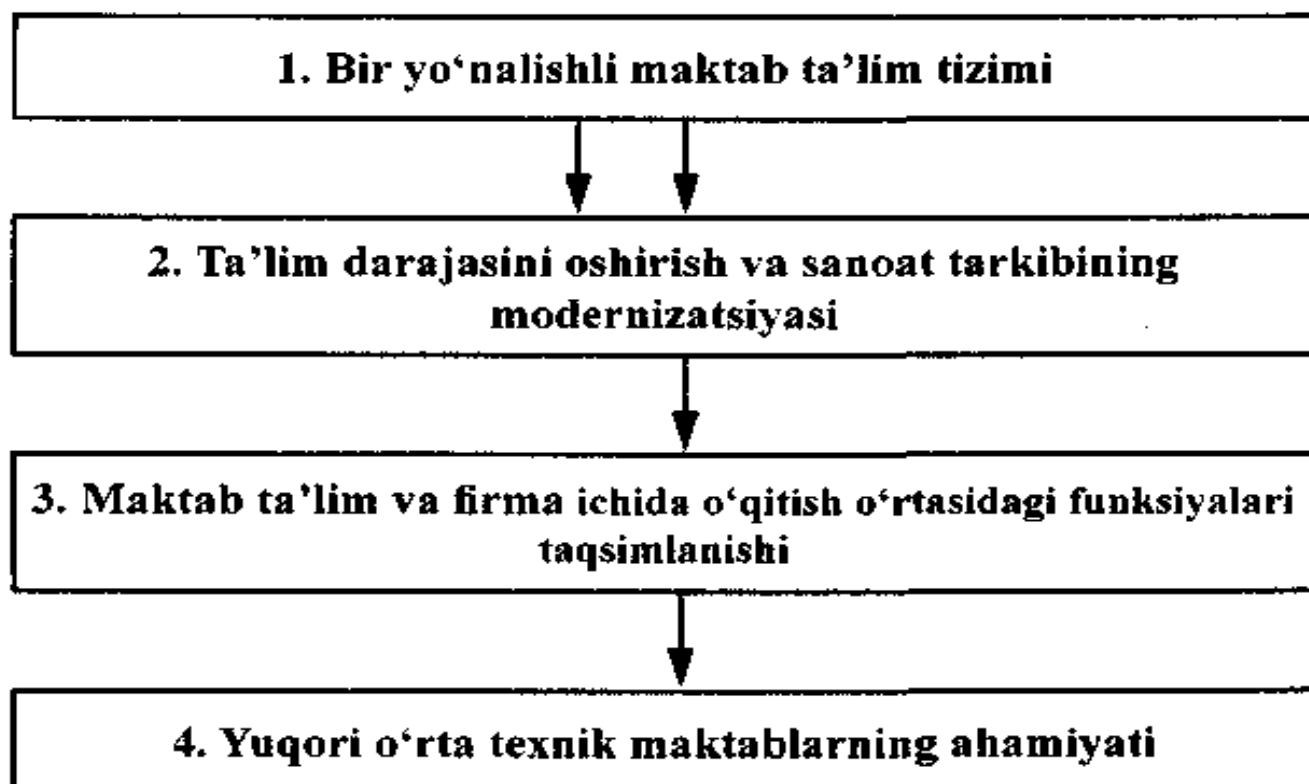 1. Bir yo‘nalishli maktab ta’lim tizimi
2. Ta’lim darajasini oshirish va sanoat tarkibining
modernizatsiyasi
3. Maktab ta’lim va firma ichida o‘qitish o‘rtasidagi funksiyalari
taqsimlanishi
4. Yuqori o‘rta texnik maktablarning ahamiyati